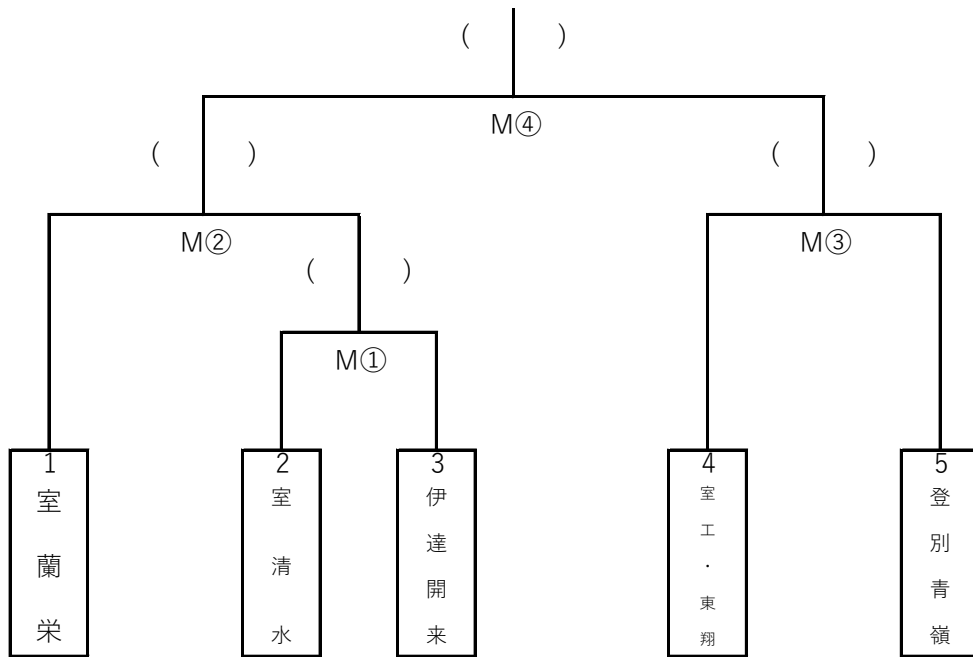 (　　)
M④
(　　)
(　　)
M②
M③
(　　)
M①
1
室蘭栄
2
室清水
3
伊達開来
4
室工・東翔
5
登別青嶺